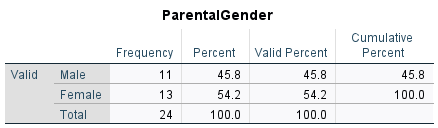 ParentalGender
Frequency Percent Valid Percent Cumulative Percent
Valid Male 11 45.8 45.8 45.8
Female 13 54.2 54.2 100.0
Total 24 100.0 100.0